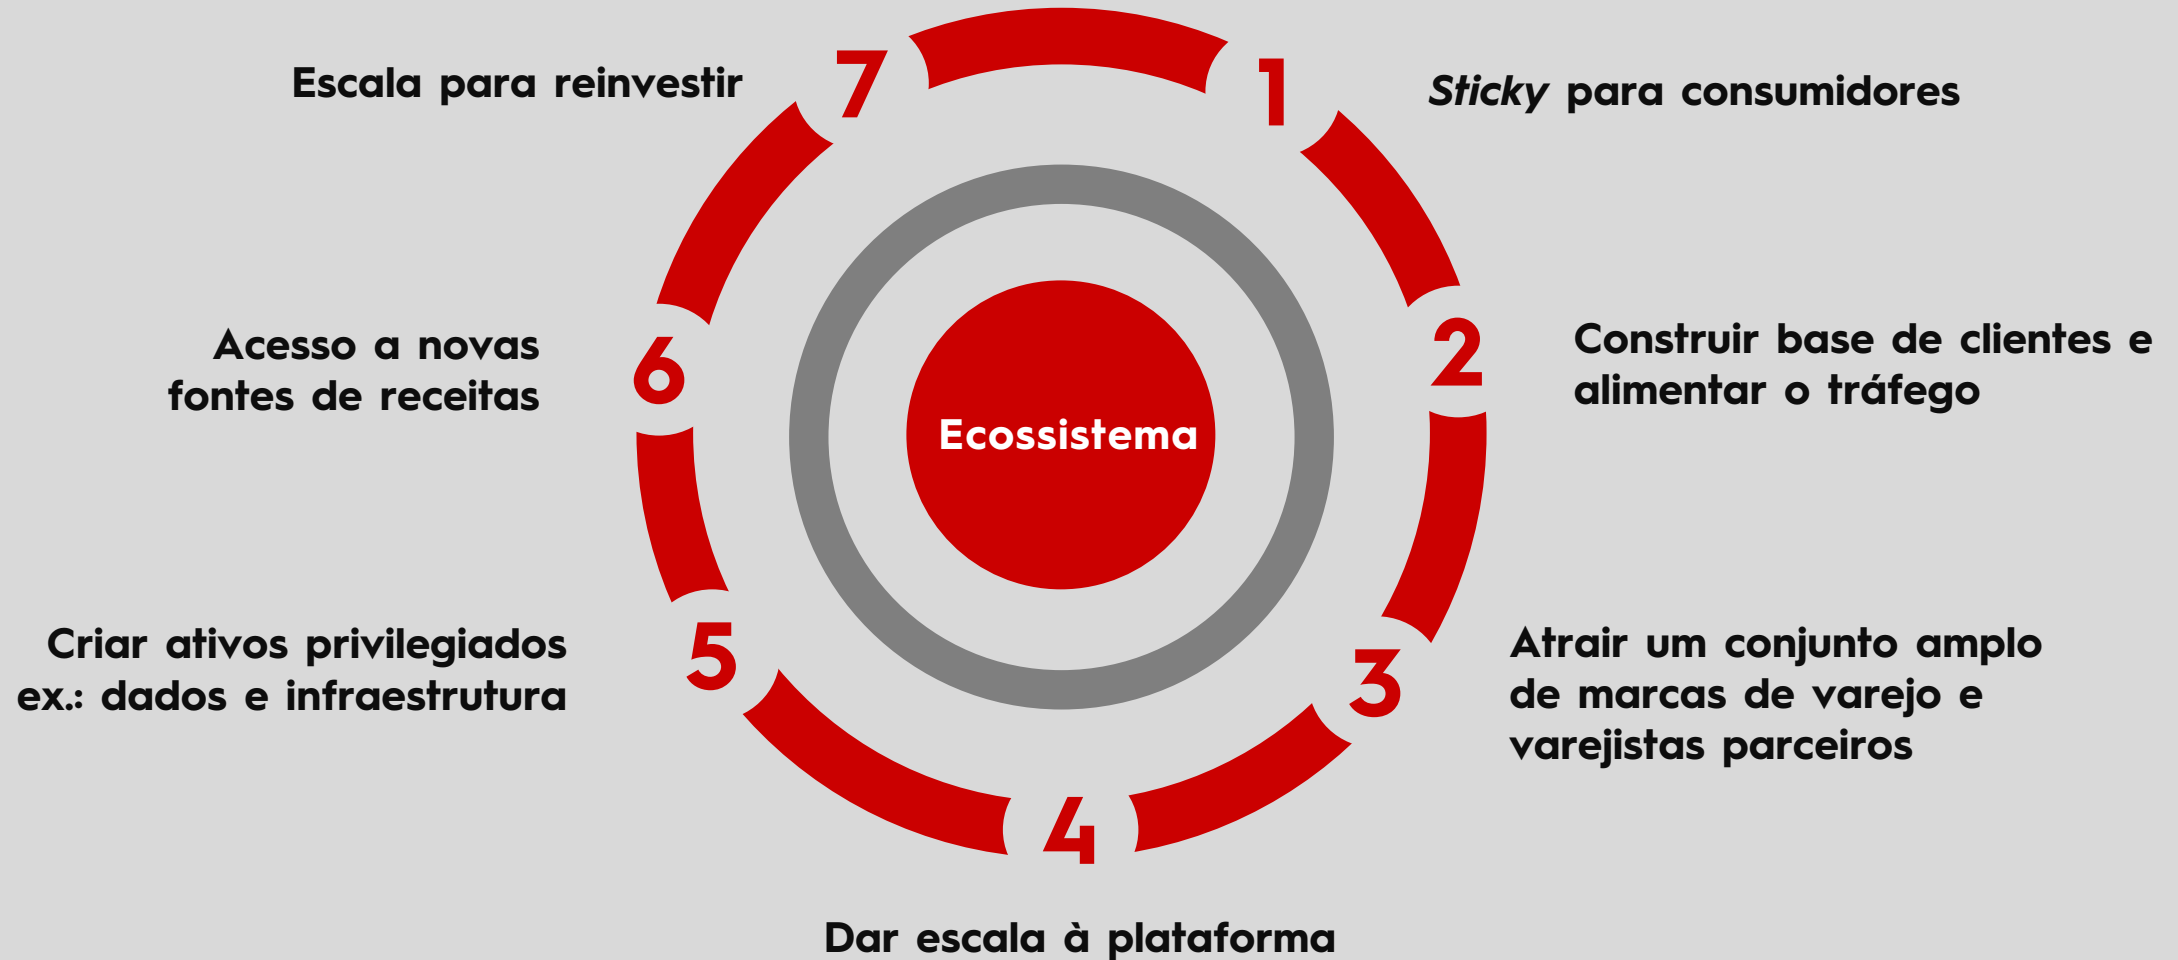 1
Sticky para consumidores
2
Construir base de clientes e
alimentar o tráfego
3
Atrair um conjunto amplo
de marcas de varejo e
varejistas parceiros
4
Dar escala à plataforma
5
Criar ativos privilegiados
ex.: dados e infraestrutura
6
Acesso a novas
fontes de receitas
7
Escala para reinvestir
Ecossistema